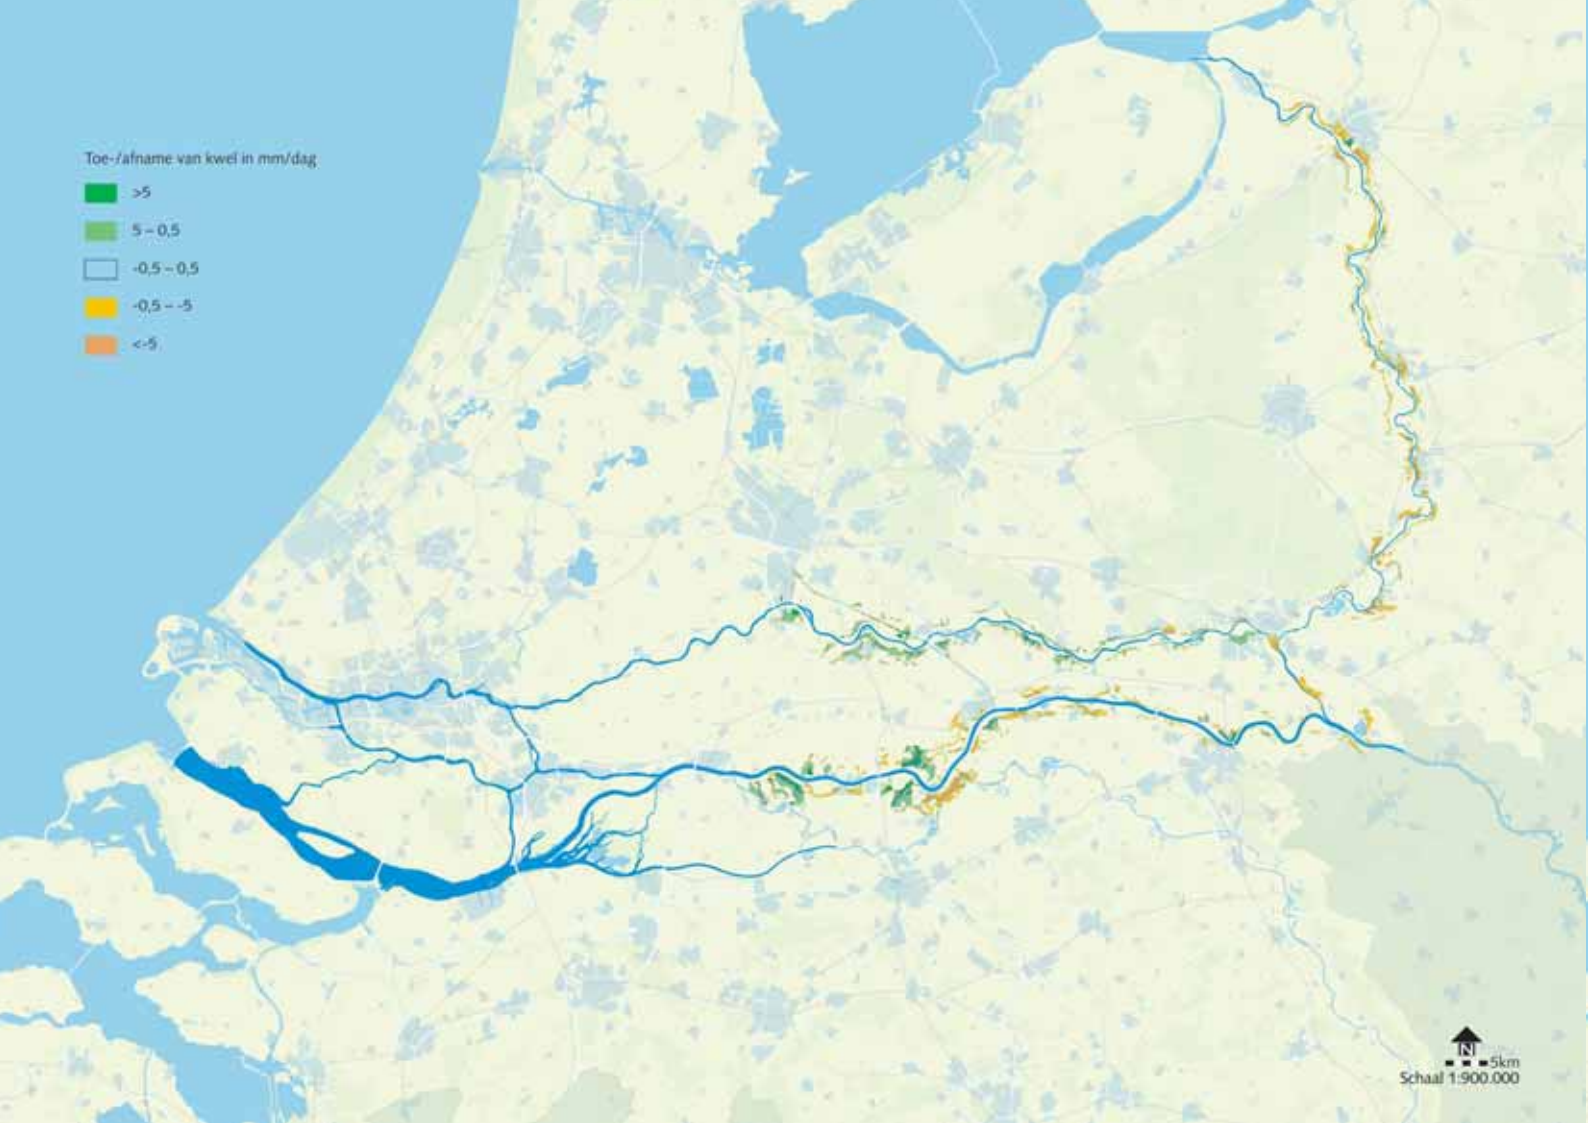 Toe-/afname van kwel in mm/dag
>5
5 – 0,5
-0,5 – 0,5
-0,5 – -5
<-5
N
5km
Schaal 1:900.000